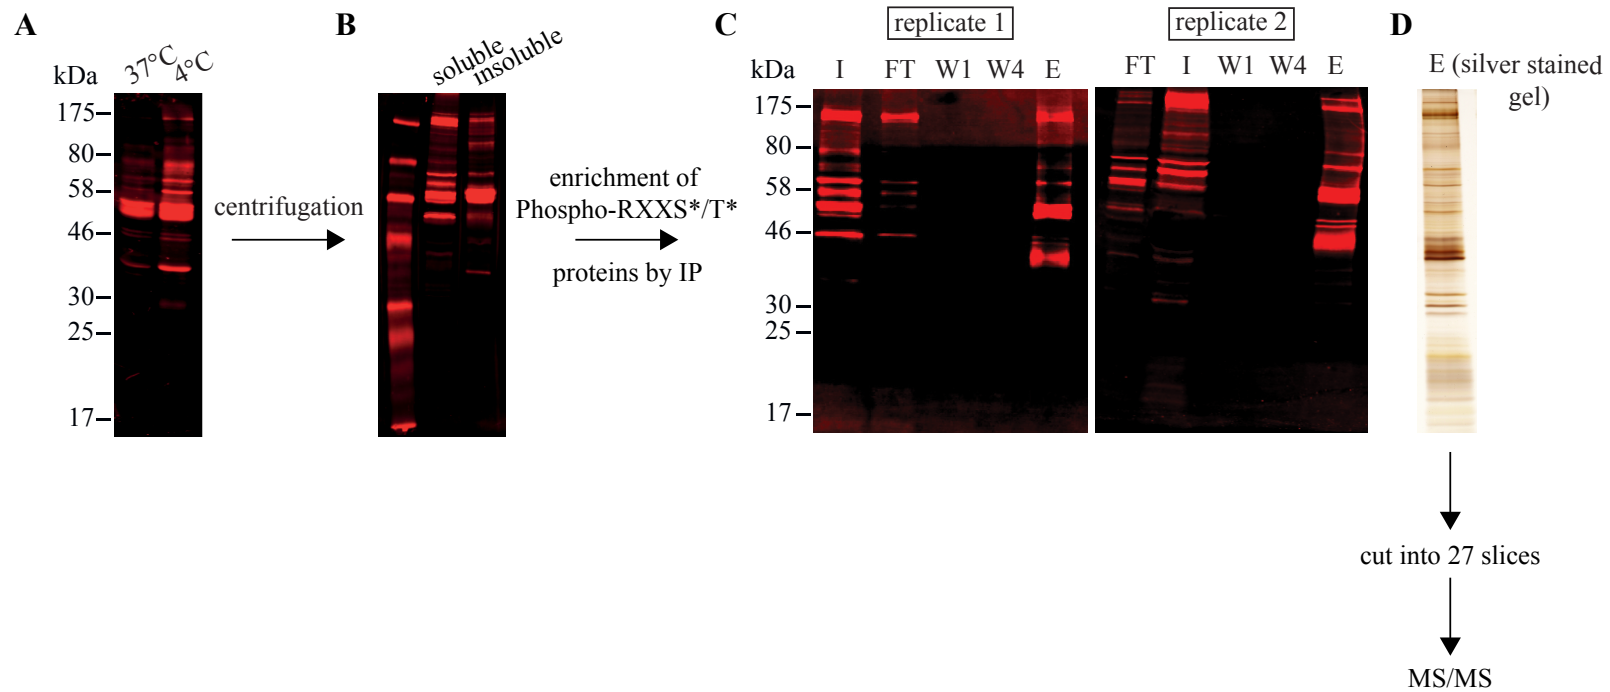 A
37°C
4°C
kDa
175
80
58
46
30
25
17
centrifugation
B
soluble
insoluble
enrichment of
Phospho-RXXS*/T*
proteins by IP
C
replicate 1
replicate 2
kDa
I FT W1 W4 E
FT I W1 W4 E
175
80
58
46
30
25
17
D
E (silver stained
gel)
cut into 27 slices
MS/MS